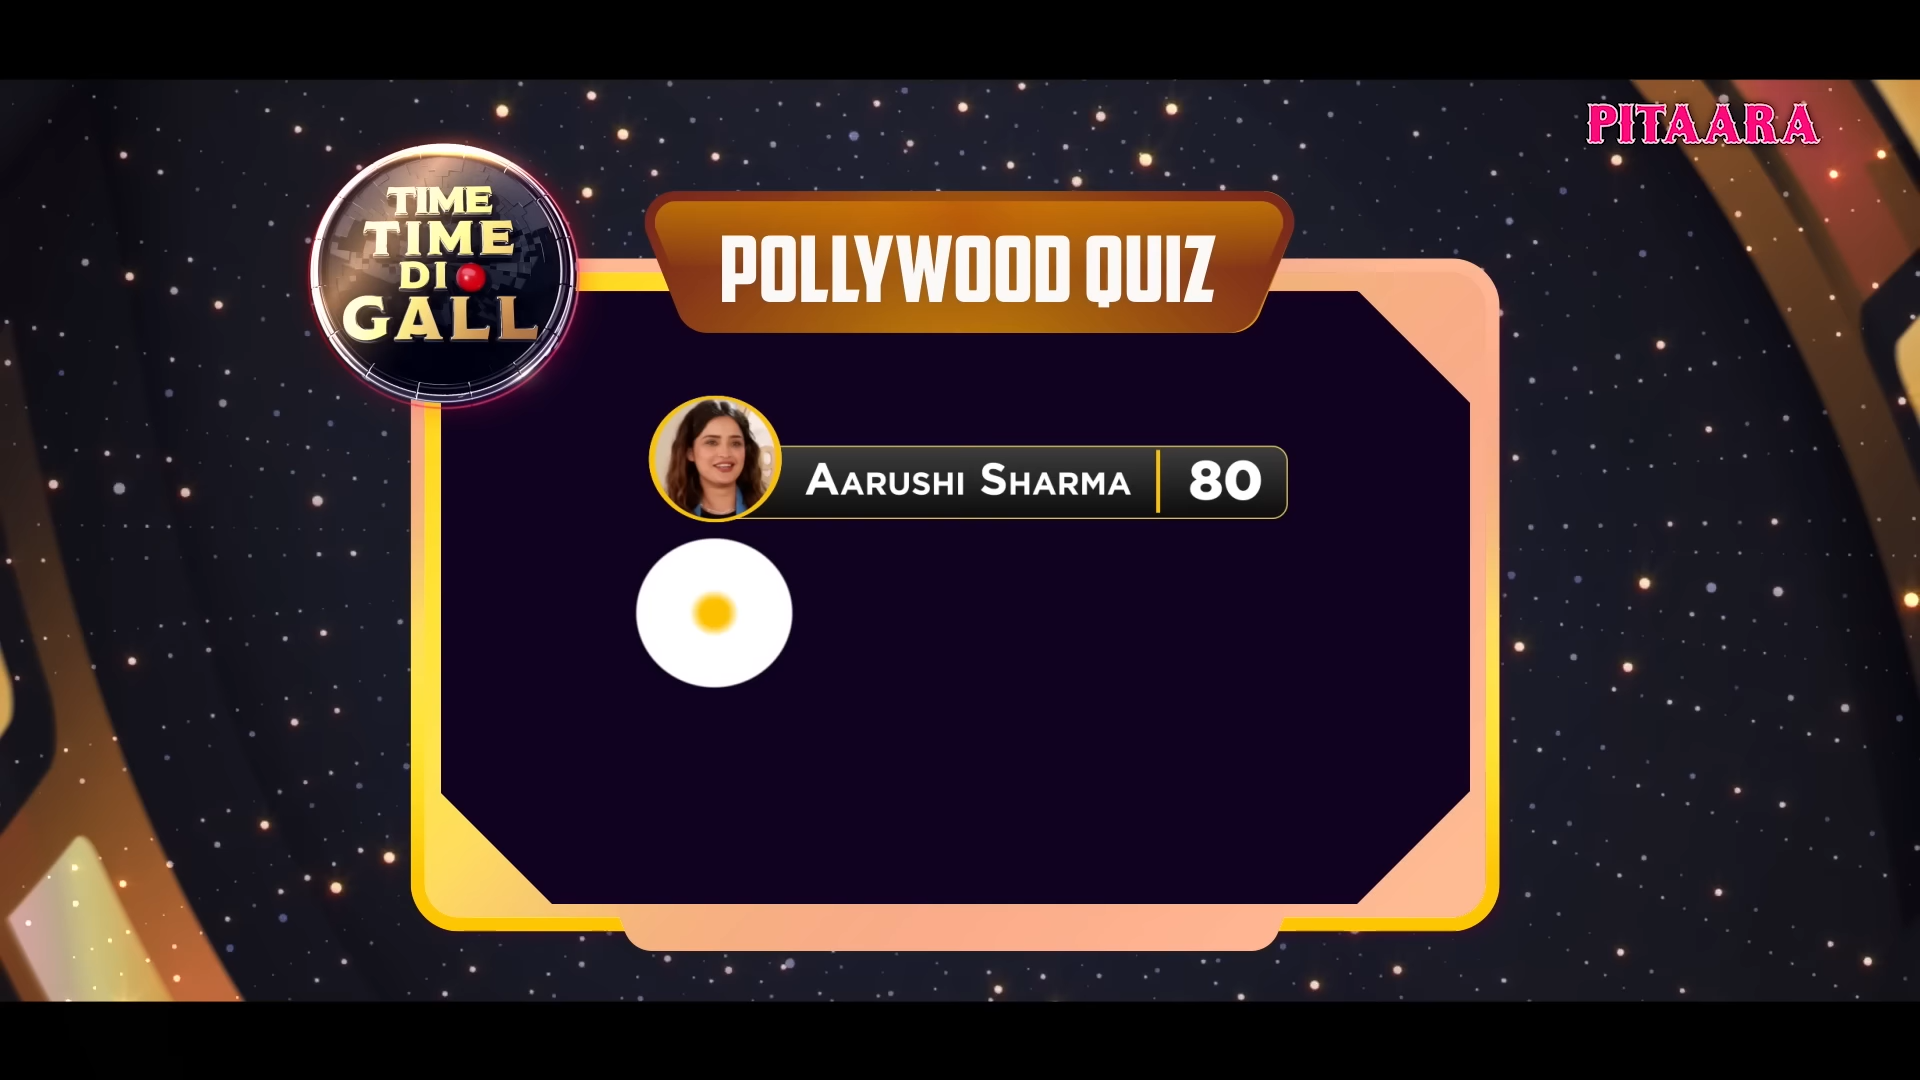 PITAARA
TIME
TIME
DI
GALL
POLLYWOOD QUIZ
AARUSHI SHARMA 80